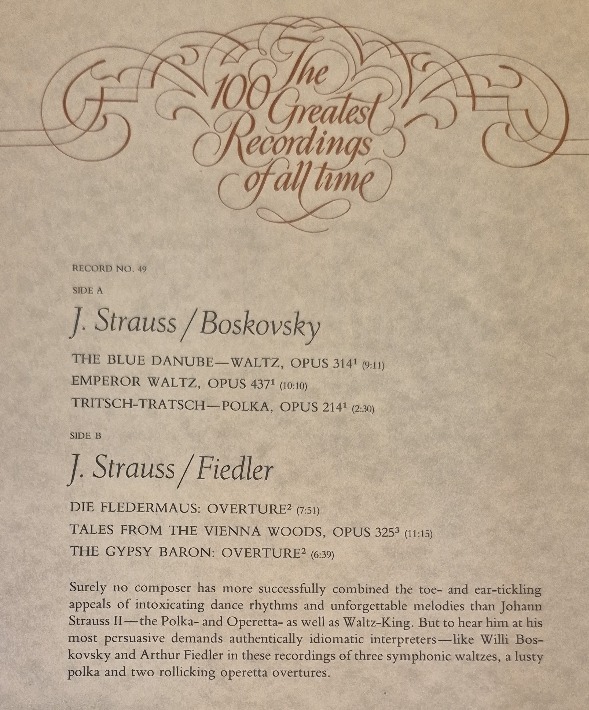 The
100 Greatest
Recordings
of all time
RECORD NO. 49
SIDE A
J. Strauss / Boskovsky
THE BLUE DANUBE—WALTZ, OPUS 314¹ (9:11)
EMPEROR WALTZ, OPUS 437¹ (10:10)
TRITSCH-TRATSCH—POLKA, OPUS 214¹ (2:30)
SIDE B
J. Strauss / Fiedler
DIE FLEDERMAUS: OVERTURE² (7:51)
TALES FROM THE VIENNA WOODS, OPUS 325³ (11:15)
THE GYPSY BARON: OVERTURE² (6:39)
Surely no composer has more successfully combined the toe- and ear-tickling
appeals of intoxicating dance rhythms and unforgettable melodies than Johann
Strauss II—the Polka- and Operetta- as well as Waltz-King. But to hear him at his
most persuasive demands authentically idiomatic interpreters—like Willi Bos-
kovsky and Arthur Fiedler in these recordings of three symphonic waltzes, a lusty
polka and two rollicking operetta overtures.